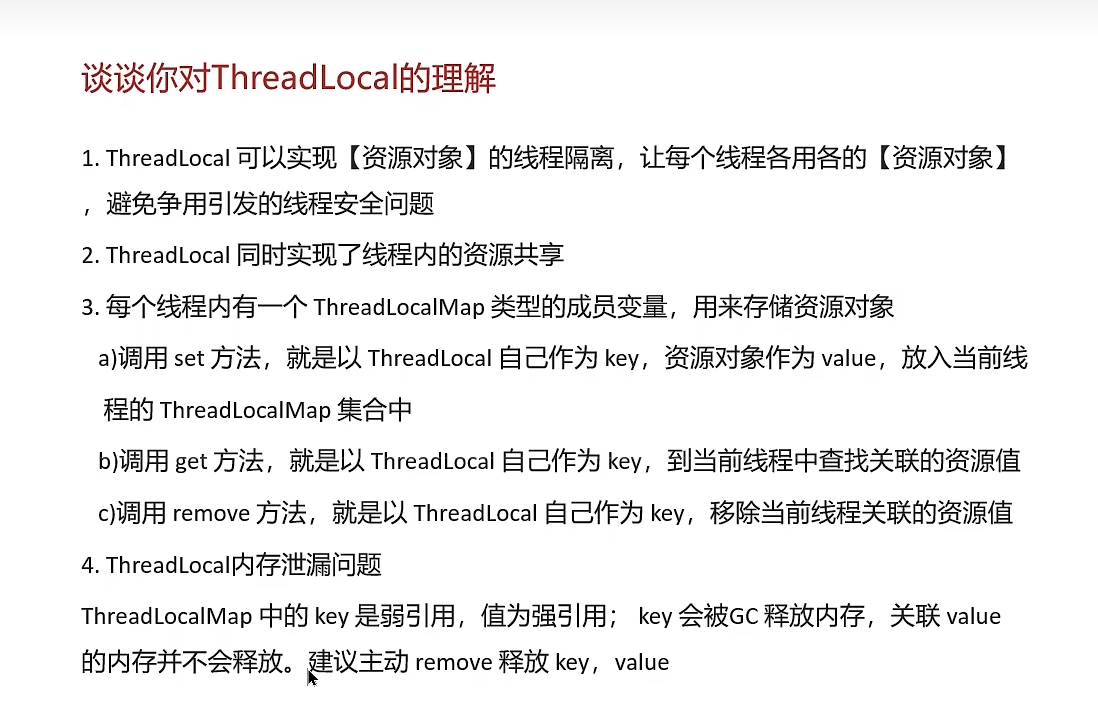 谈谈你对ThreadLocal的理解
1. ThreadLocal 可以实现【资源对象】的线程隔离，让每个线程各用各的【资源对象】
，避免争用引发的线程安全问题
2. ThreadLocal 同时实现了线程内的资源共享
3. 每个线程内有一个 ThreadLocalMap 类型的成员变量，用来存储资源对象
a)调用 set 方法，就是以 ThreadLocal 自己作为 key，资源对象作为 value，放入当前线
程的 ThreadLocalMap 集合中
b)调用 get 方法，就是以 ThreadLocal 自己作为 key，到当前线程中查找关联的资源值
c)调用 remove 方法，就是以 ThreadLocal 自己作为 key，移除当前线程关联的资源值
4. ThreadLocal内存泄漏问题
ThreadLocalMap 中的 key 是弱引用，值为强引用； key 会被GC 释放内存，关联 value
的内存并不会释放。建议主动 remove 释放 key，value